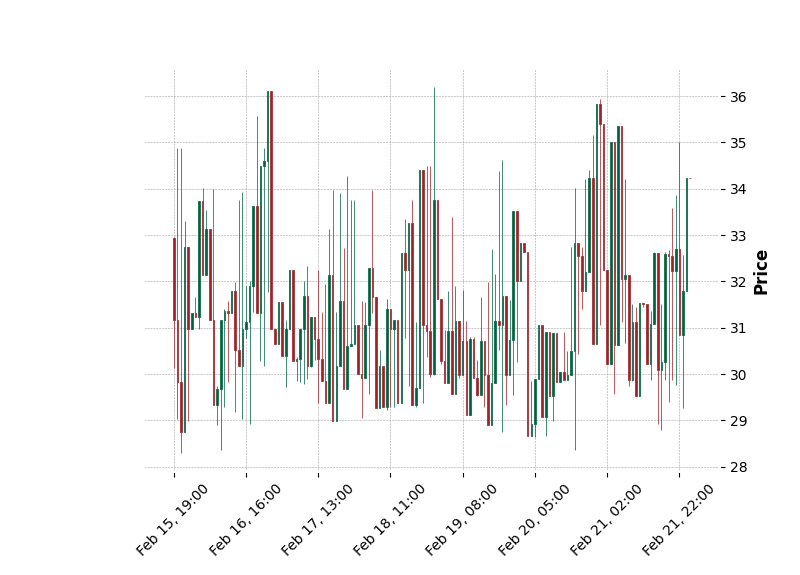 36
35
34
33
32
31
30
29
28
Price
Feb 15, 19:00
Feb 16, 16:00
Feb 17, 13:00
Feb 18, 11:00
Feb 19, 08:00
Feb 20, 05:00
Feb 21, 02:00
Feb 21, 22:00